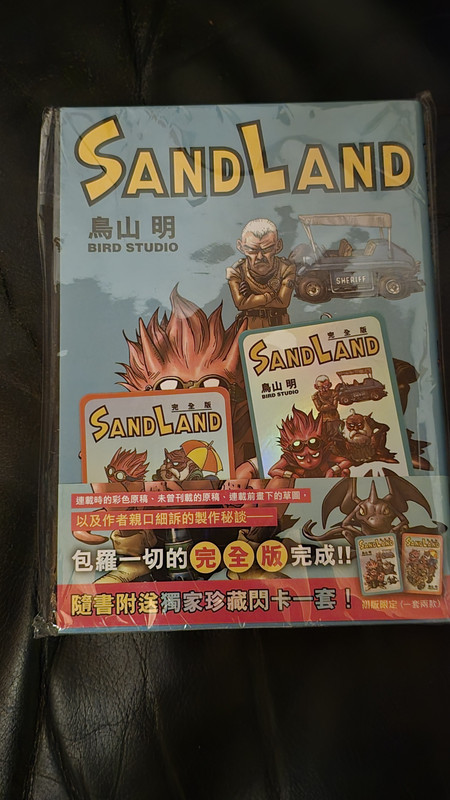 SANDLAND
鳥山 明
BIRD STUDIO
SHERIFF
完全版
SANDLAND
鳥山 明
BIRD STUDIO
完全版
SANDLAND
連載時的彩色原稿、未曾刊載的原稿、連載前畫下的草圖，
以及作者親口細訴的製作秘談──
包羅一切的完全版完成!!
隨書附送獨家珍藏閃卡一套！
SANDLAND
SANDLAND
限定（一套兩款）